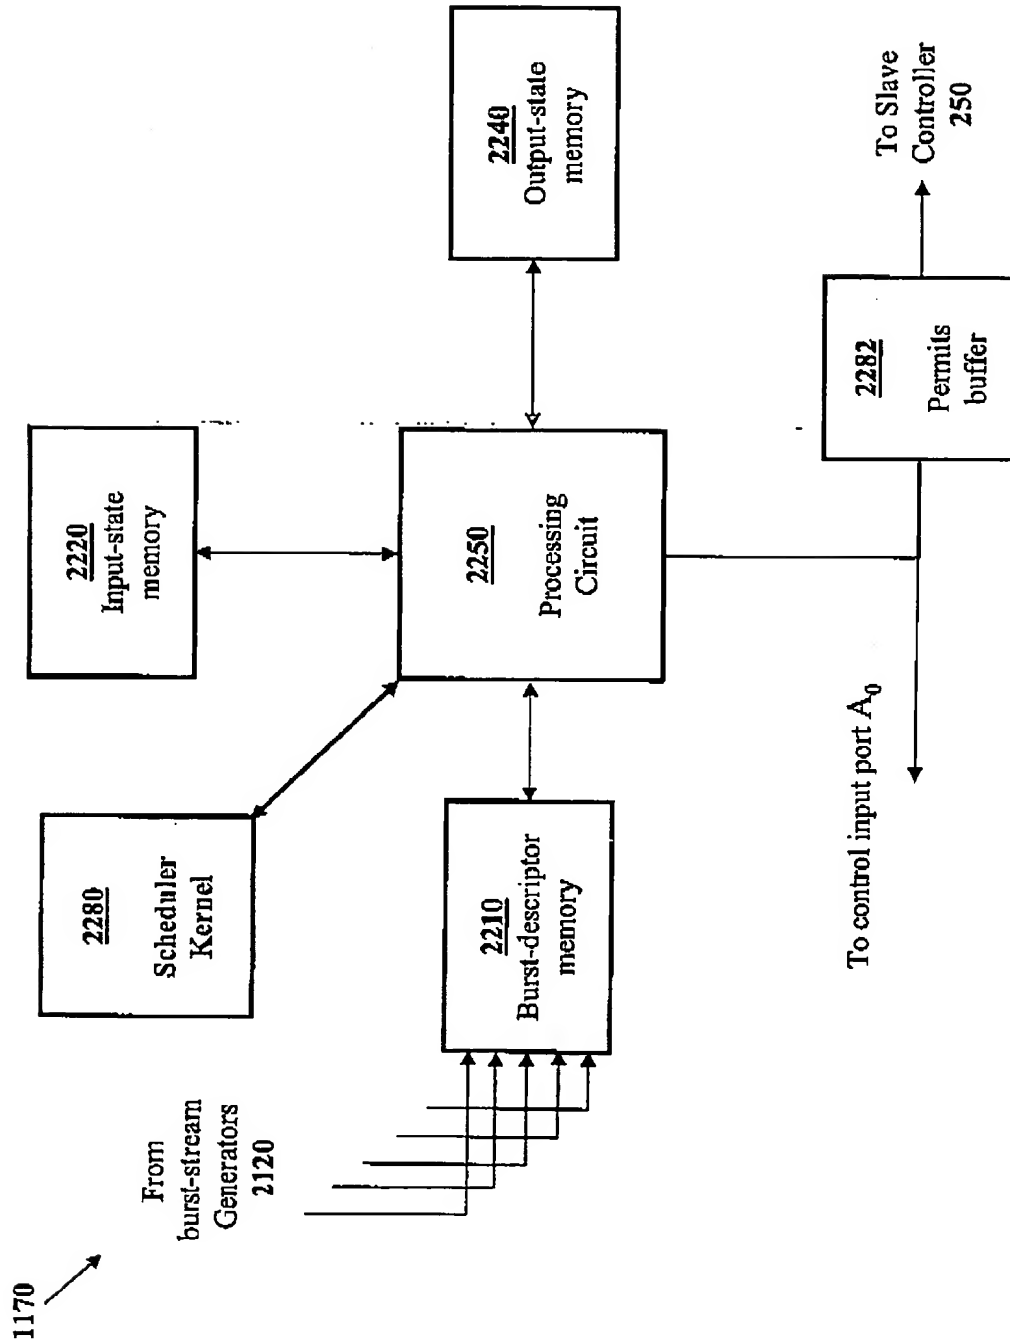 1170
From
burst-stream
Generators
2120
2280
Scheduler
Kernel
2220
Input-state
memory
2210
Burst-descriptor
memory
2250
Processing
Circuit
2240
Output-state
memory
To control input port A0
2282
Permits
buffer
To Slave
Controller
250